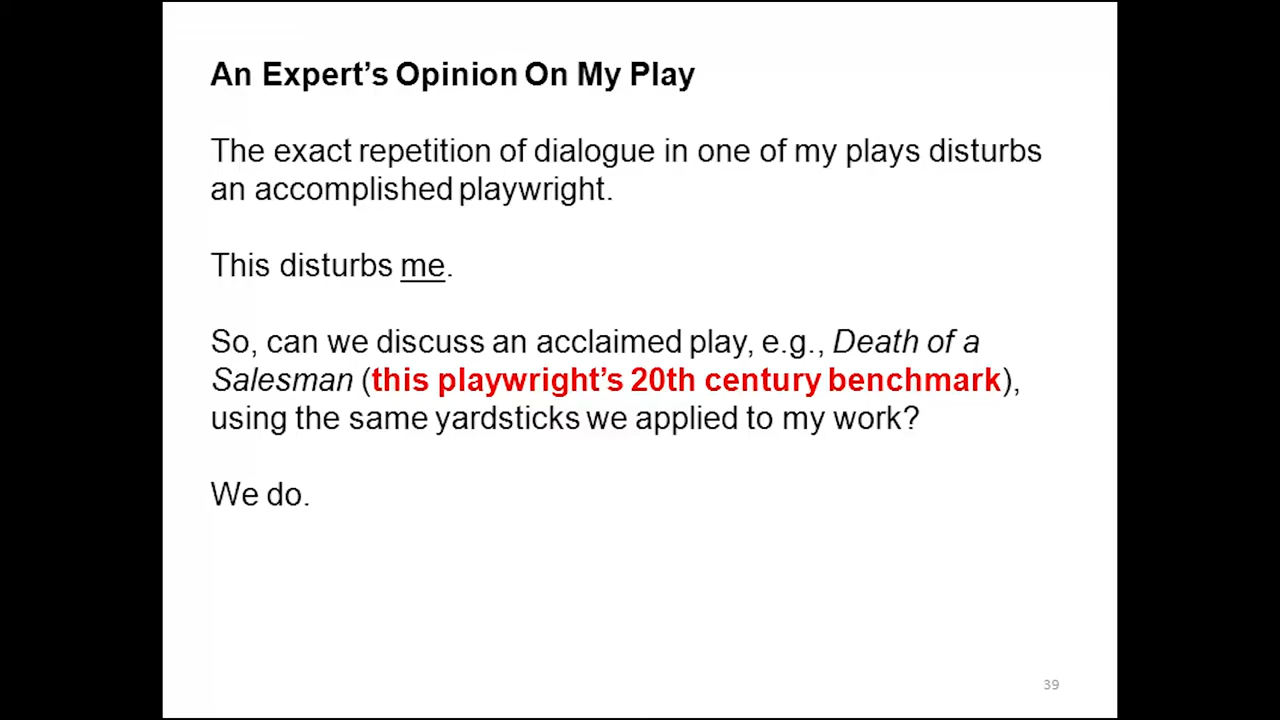 An Expert’s Opinion On My Play
The exact repetition of dialogue in one of my plays disturbs
an accomplished playwright.
This disturbs me.
So, can we discuss an acclaimed play, e.g., Death of a
Salesman (this playwright’s 20th century benchmark),
using the same yardsticks we applied to my work?
We do.
39